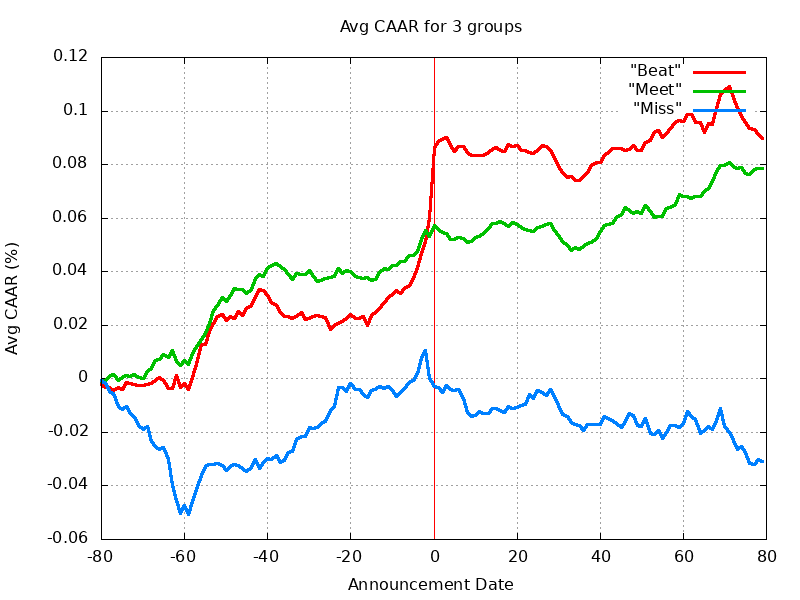 Avg CAAR for 3 groups
0.12
0.1
0.08
0.06
0.04
0.02
0
-0.02
-0.04
-0.06
"Beat"
"Meet"
"Miss"
Avg CAAR (%)
-80 -60 -40 -20 0 20 40 60 80
Announcement Date